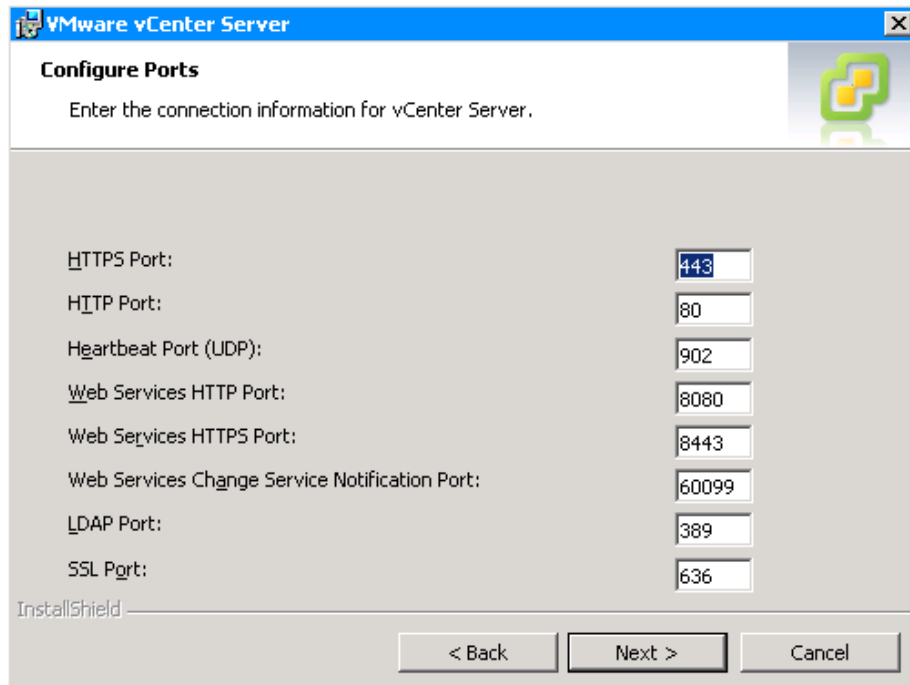 VMware vCenter Server
Configure Ports
Enter the connection information for vCenter Server.
HTTPS Port: 443
HTTP Port: 80
Heartbeat Port (UDP): 902
Web Services HTTP Port: 8080
Web Services HTTPS Port: 8443
Web Services Change Service Notification Port: 60099
LDAP Port: 389
SSL Port: 636
InstallShield
< Back Next > Cancel